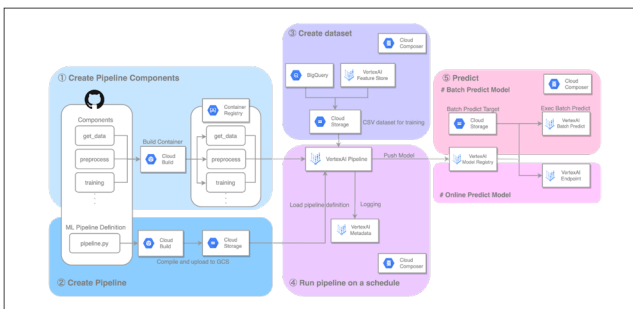 ① Create Pipeline Components
Components
get_data
preprocess
training
Build Container
Cloud
Build
Container
Registry
get_data
preprocess
training
② Create Pipeline
ML Pipeline Definition
pipeline.py
Cloud
Build
Cloud
Storage
Compile and upload to GCS
③ Create dataset
Cloud
Composer
BigQuery
VertexAI
Feature Store
Cloud
Storage
CSV dataset for training
VertexAI Pipeline
Push Model
Load pipeline definition
Logging
VertexAI
Metadata
Cloud
Composer
④ Run pipeline on a schedule
⑤ Predict
# Batch Predict Model
Cloud
Composer
Batch Predict Target
Cloud
Storage
Exec Batch Predict
VertexAI
Batch Predict
VertexAI
Model Registry
VertexAI
Endpoint
# Online Predict Model